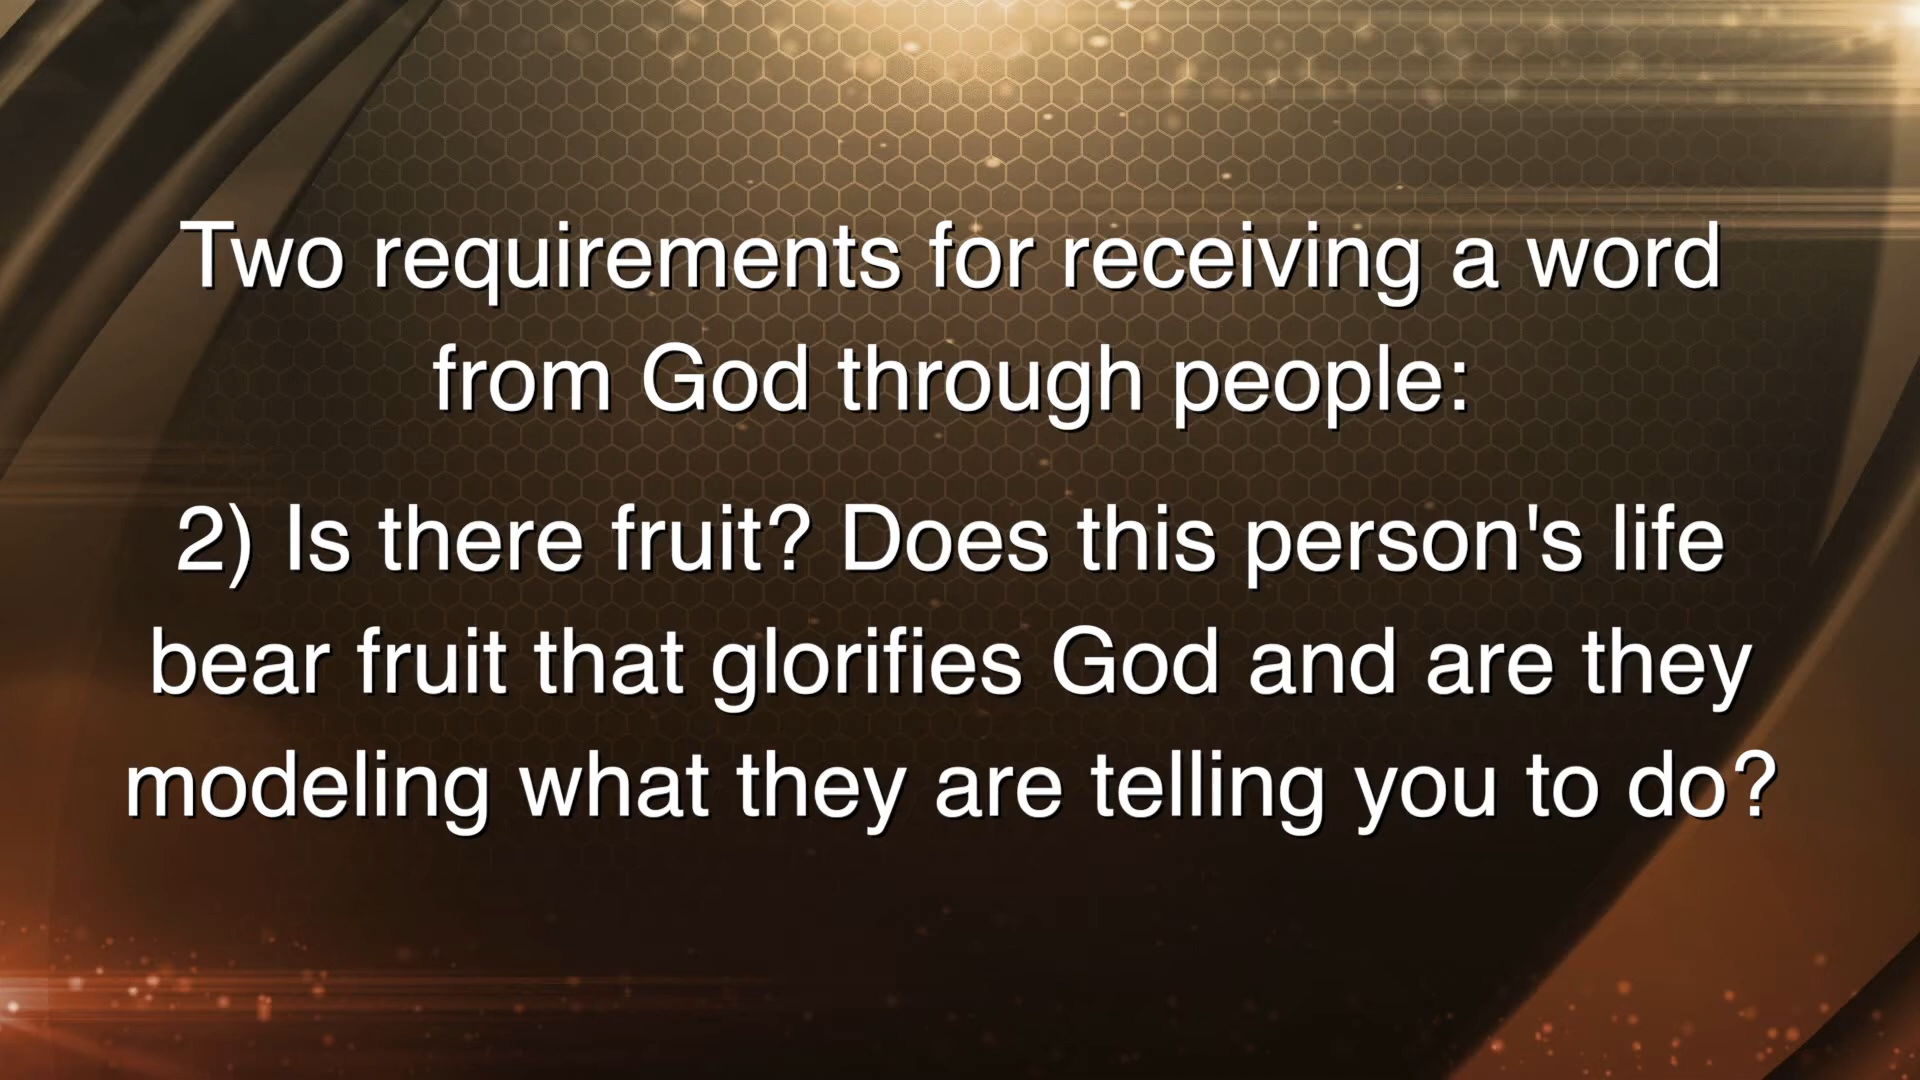 Two requirements for receiving a word
from God through people:
2) Is there fruit? Does this person's life
bear fruit that glorifies God and are they
modeling what they are telling you to do?